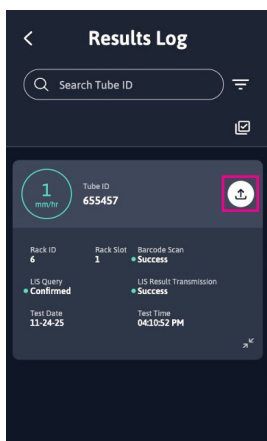 Results Log
Search Tube ID
1
mm/hr
Tube ID
655457
Rack ID
6
Rack Slot
1
Barcode Scan
Success
LIS Query
Confirmed
LIS Result Transmission
Success
Test Date
11-24-25
Test Time
04:10:52 PM